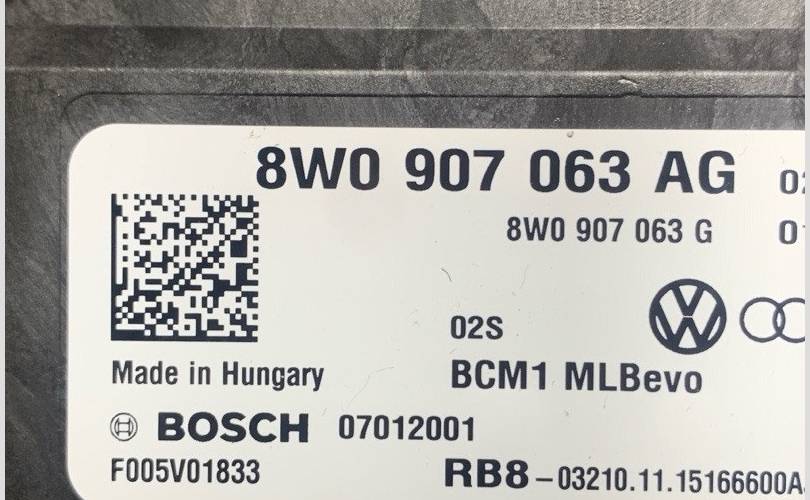 8W0 907 063 AG
8W0 907 063 G
02S
Made in Hungary
BCM1 MLBevo
BOSCH 07012001
F005V01833
RB8-03210.11.15166600A